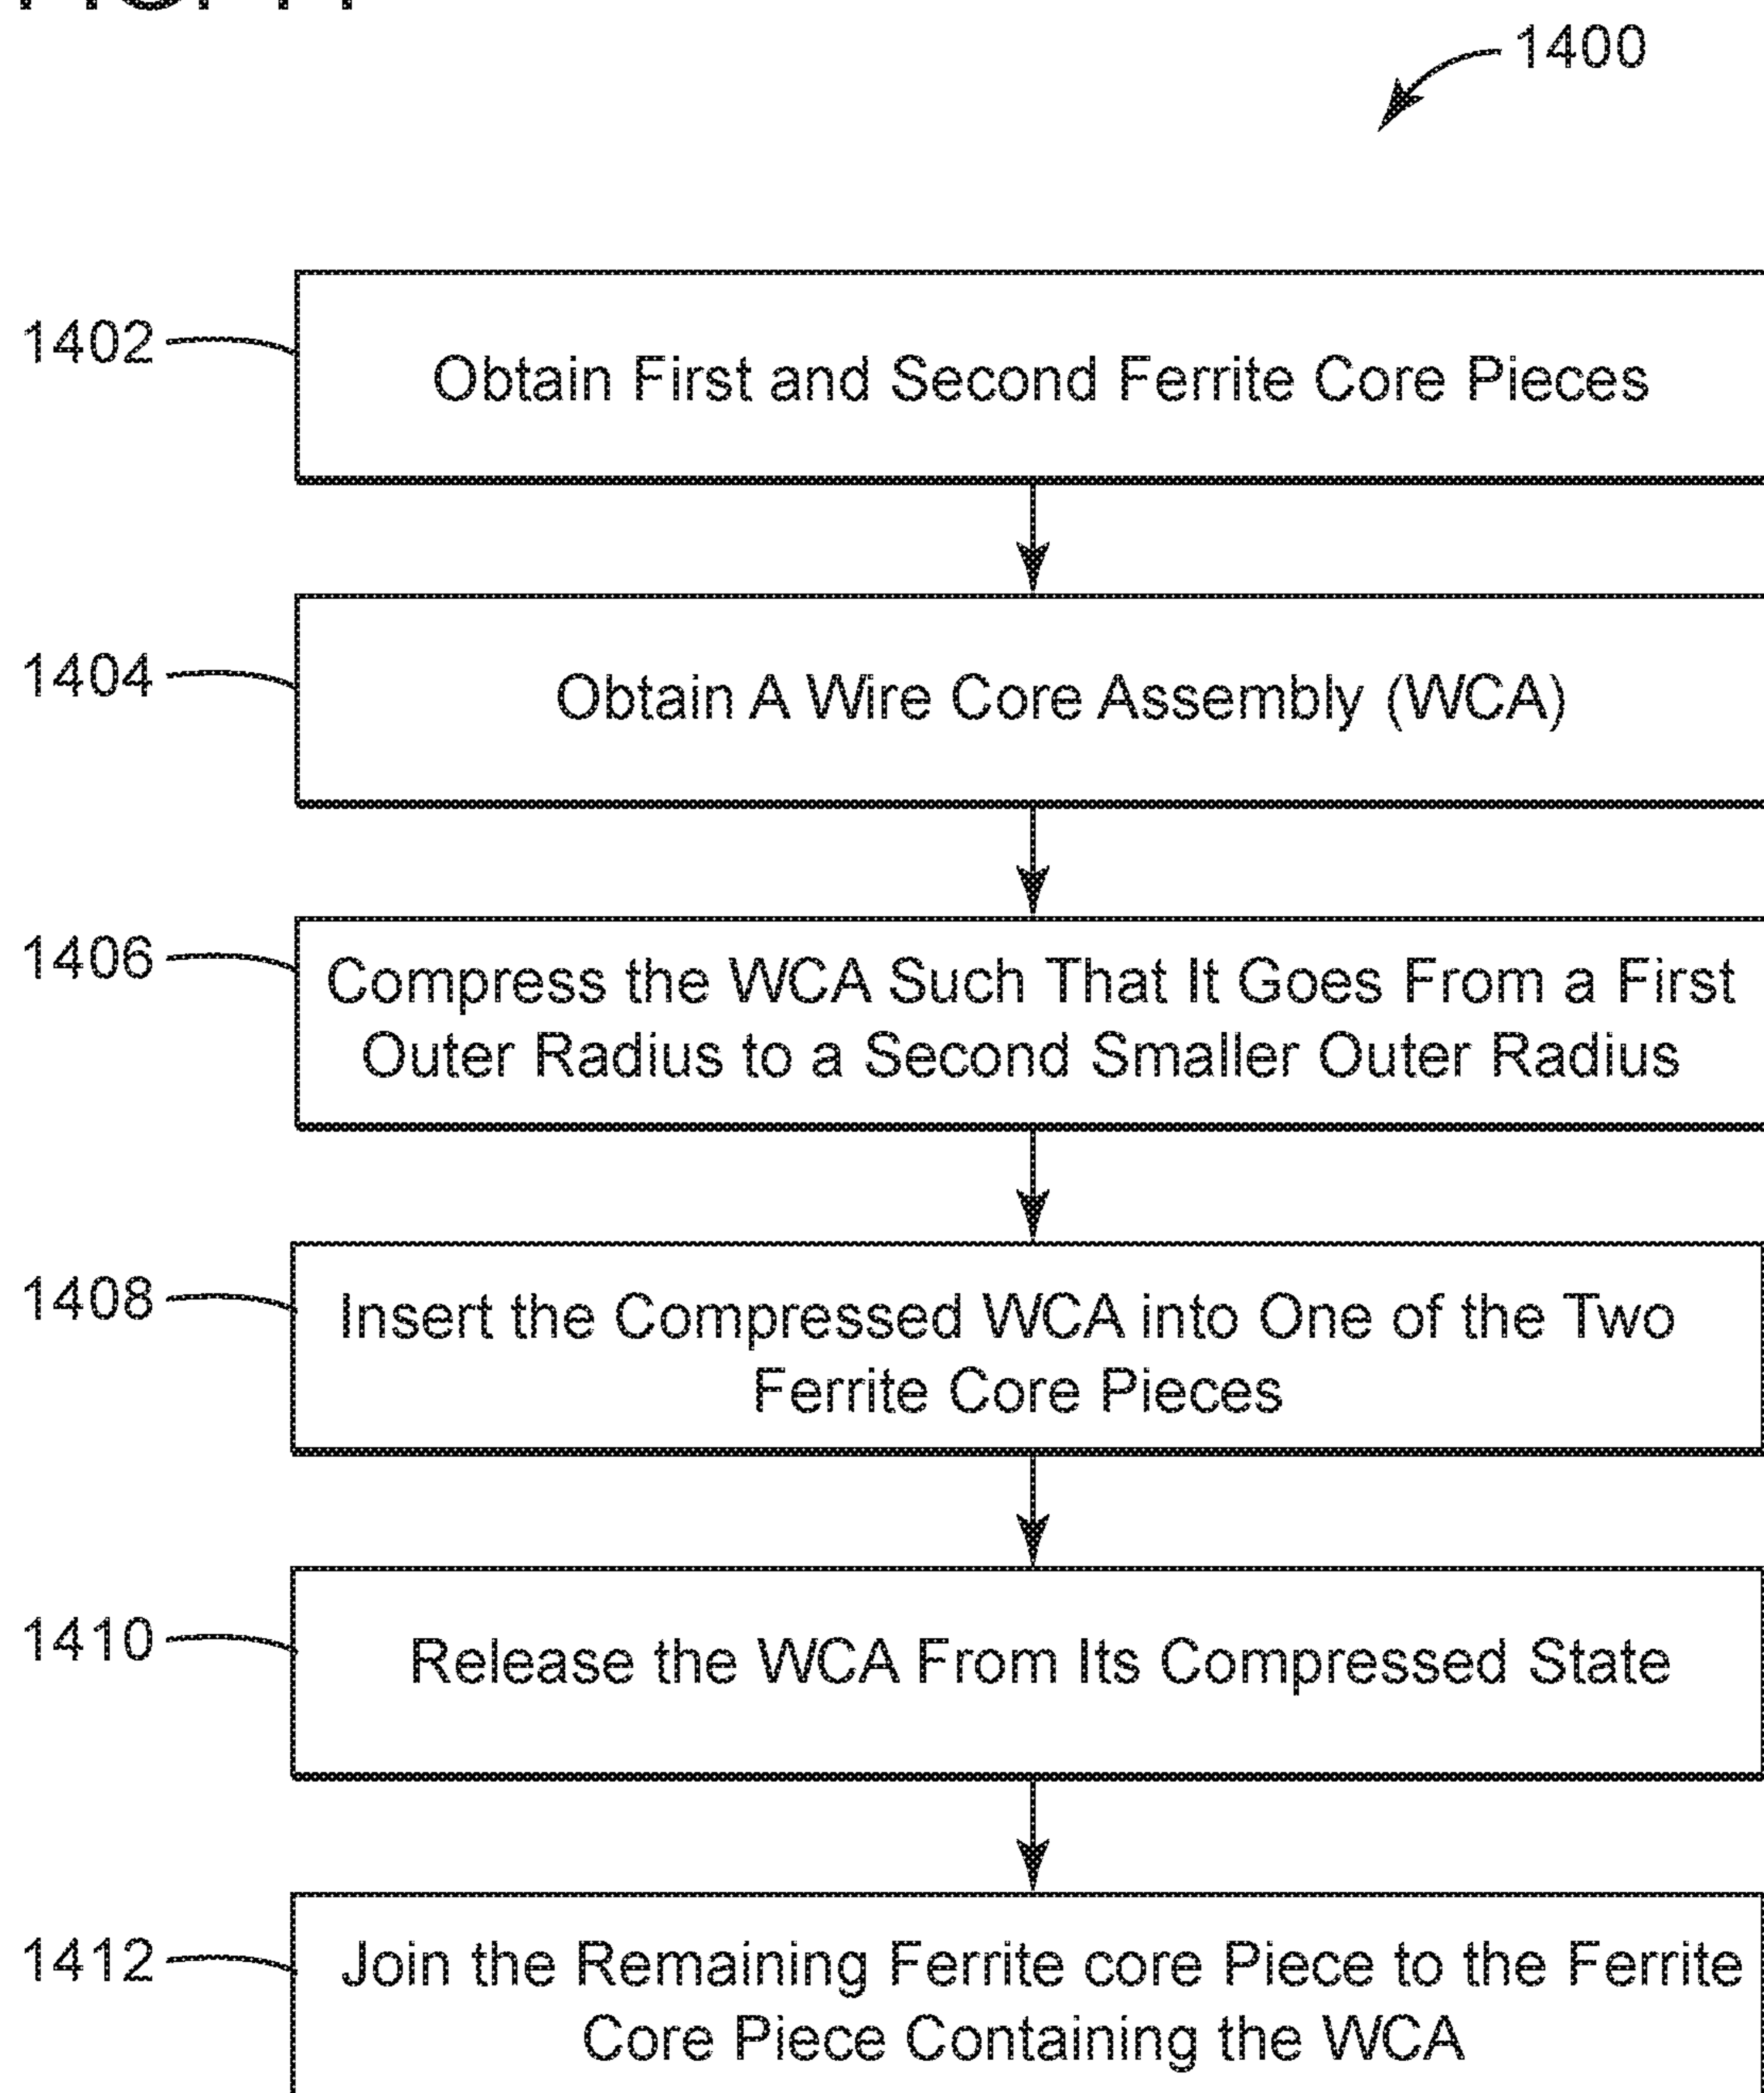 1400
1402
Obtain First and Second Ferrite Core Pieces
1404
Obtain A Wire Core Assembly (WCA)
1406
Compress the WCA Such That It Goes From a First
Outer Radius to a Second Smaller Outer Radius
1408
Insert the Compressed WCA into One of the Two
Ferrite Core Pieces
1410
Release the WCA From Its Compressed State
1412
Join the Remaining Ferrite core Piece to the Ferrite
Core Piece Containing the WCA